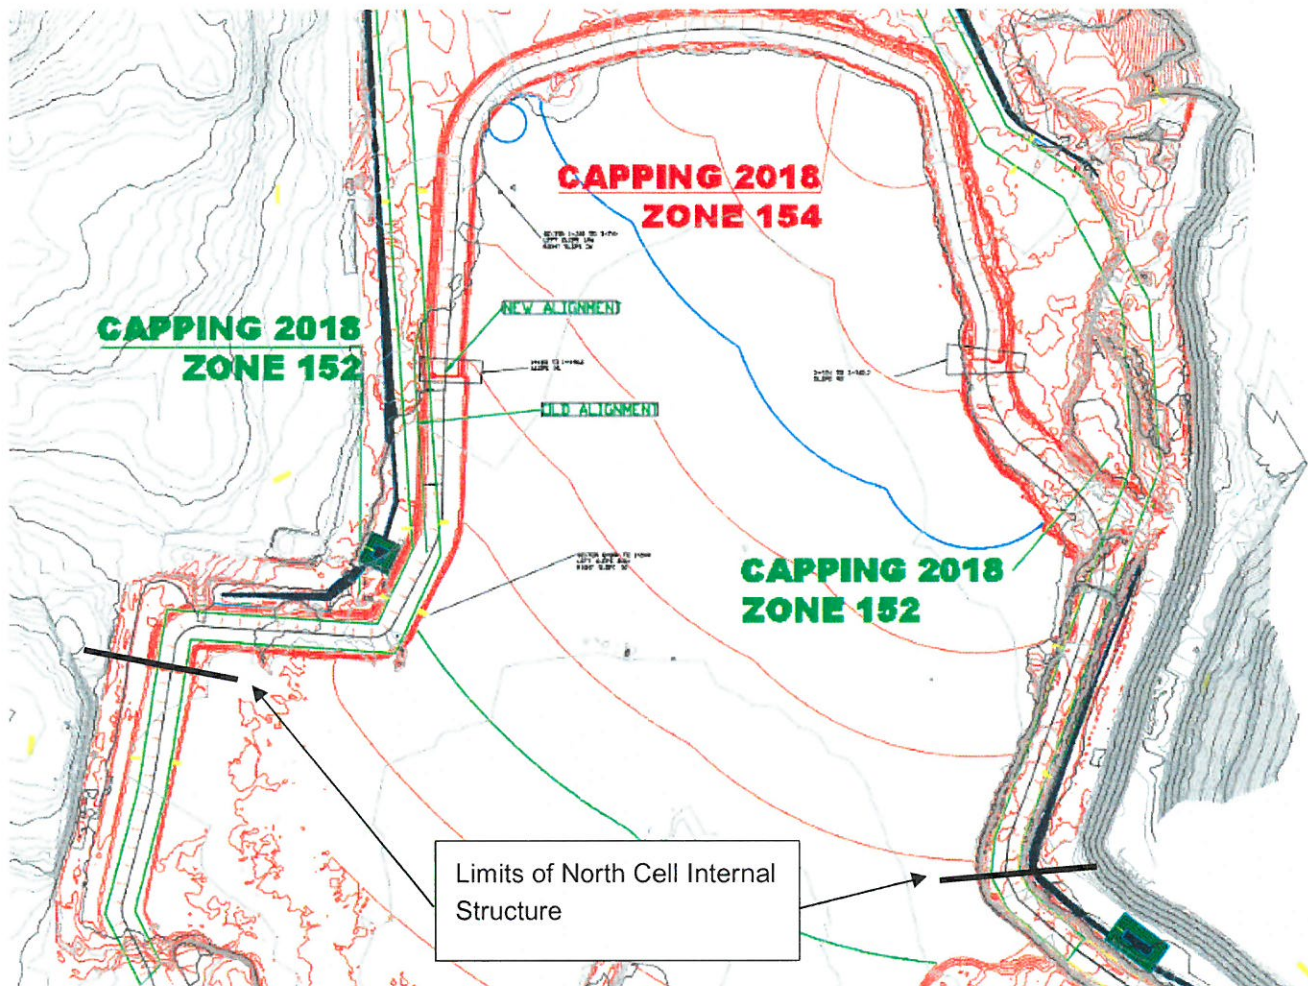 CAPPING 2018
ZONE 154
NEW ALIGNMENT
CAPPING 2018
ZONE 152
OLD ALIGNMENT
CAPPING 2018
ZONE 152
Limits of North Cell Internal
Structure